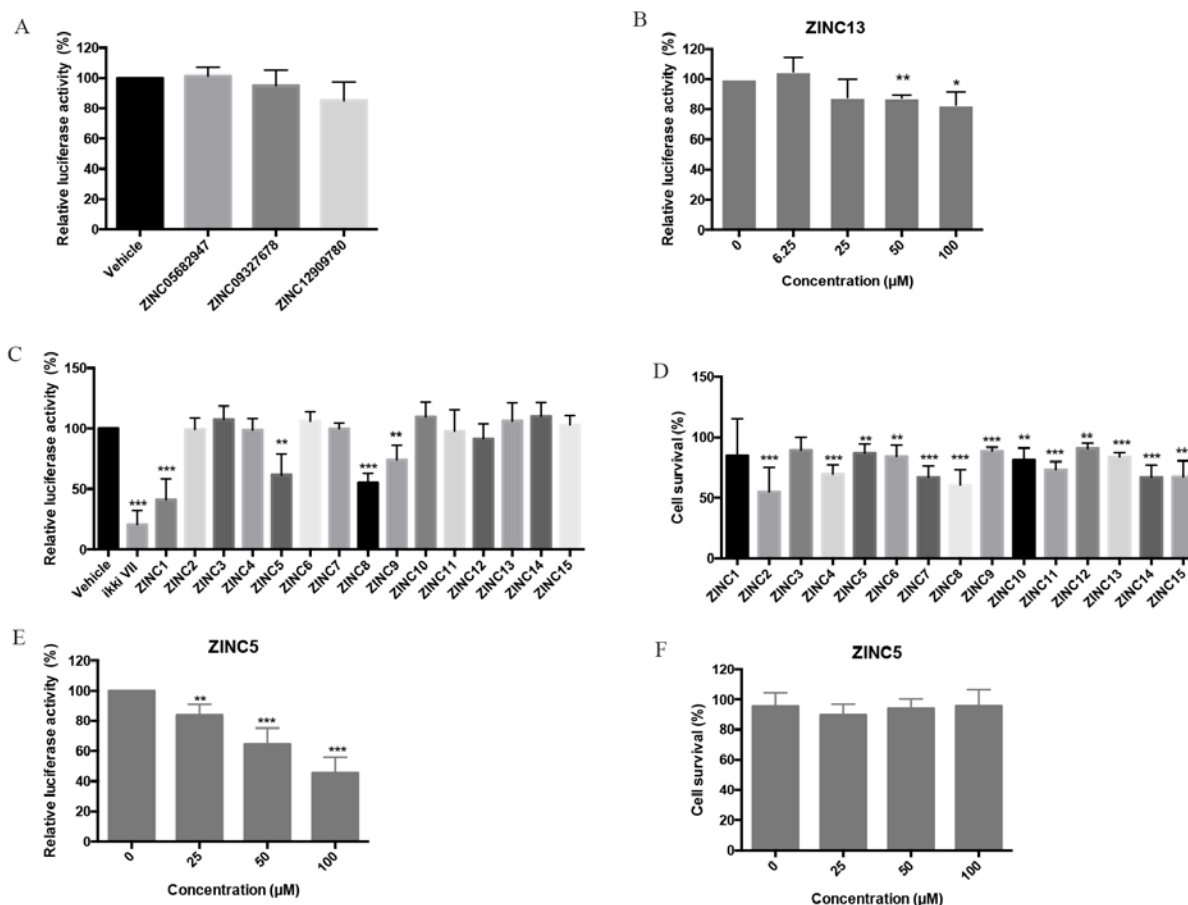 A
Relative luciferase activity (%)
120
100
80
60
40
20
0
Vehicle
ZINC05682947
ZINC09327678
ZINC12909780
B
ZINC13
Relative luciferase activity (%)
120
100
80
60
40
20
0
**
*
0
6.25
25
50
100
Concentration (µM)
C
Relative luciferase activity (%)
150
100
50
0
***
***
**
***
**
Vehicle
ikki VII
ZINC1
ZINC2
ZINC3
ZINC4
ZINC5
ZINC6
ZINC7
ZINC8
ZINC9
ZINC10
ZINC11
ZINC12
ZINC13
ZINC14
ZINC15
D
Cell survival (%)
150
100
50
0
***
***
**
**
***
***
***
**
***
**
***
***
***
ZINC1
ZINC2
ZINC3
ZINC4
ZINC5
ZINC6
ZINC7
ZINC8
ZINC9
ZINC10
ZINC11
ZINC12
ZINC13
ZINC14
ZINC15
E
ZINC5
Relative luciferase activity (%)
120
100
80
60
40
20
0
**
***
***
0
25
50
100
Concentration (µM)
F
ZINC5
Cell survival (%)
120
100
80
60
40
20
0
0
25
50
100
Concentration (µM)